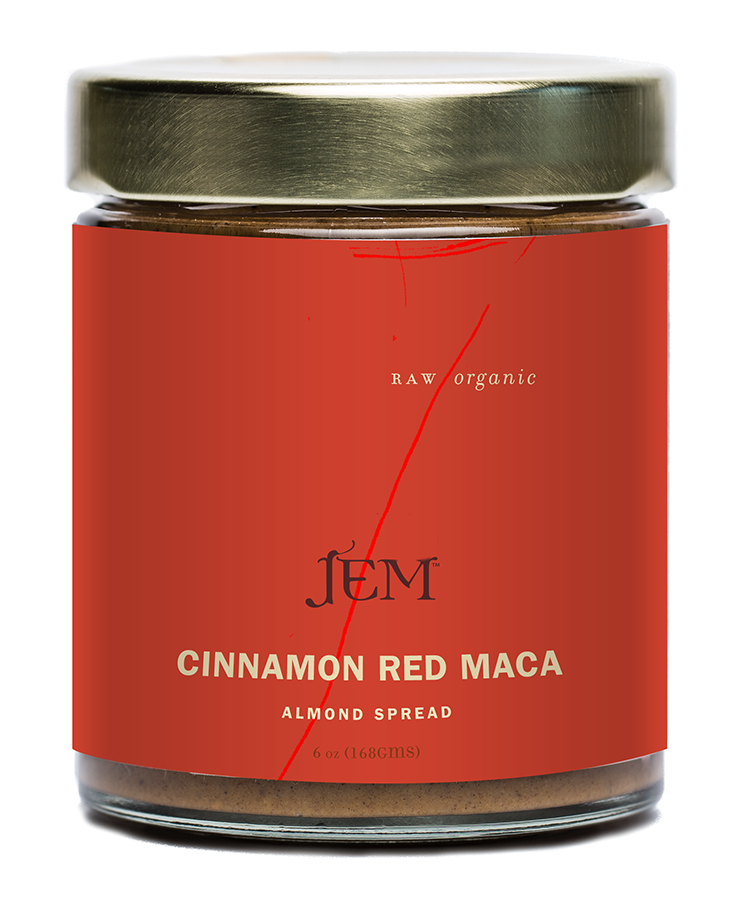 RAW organic
JEM™
CINNAMON RED MACA
ALMOND SPREAD
6 oz (168GMS)